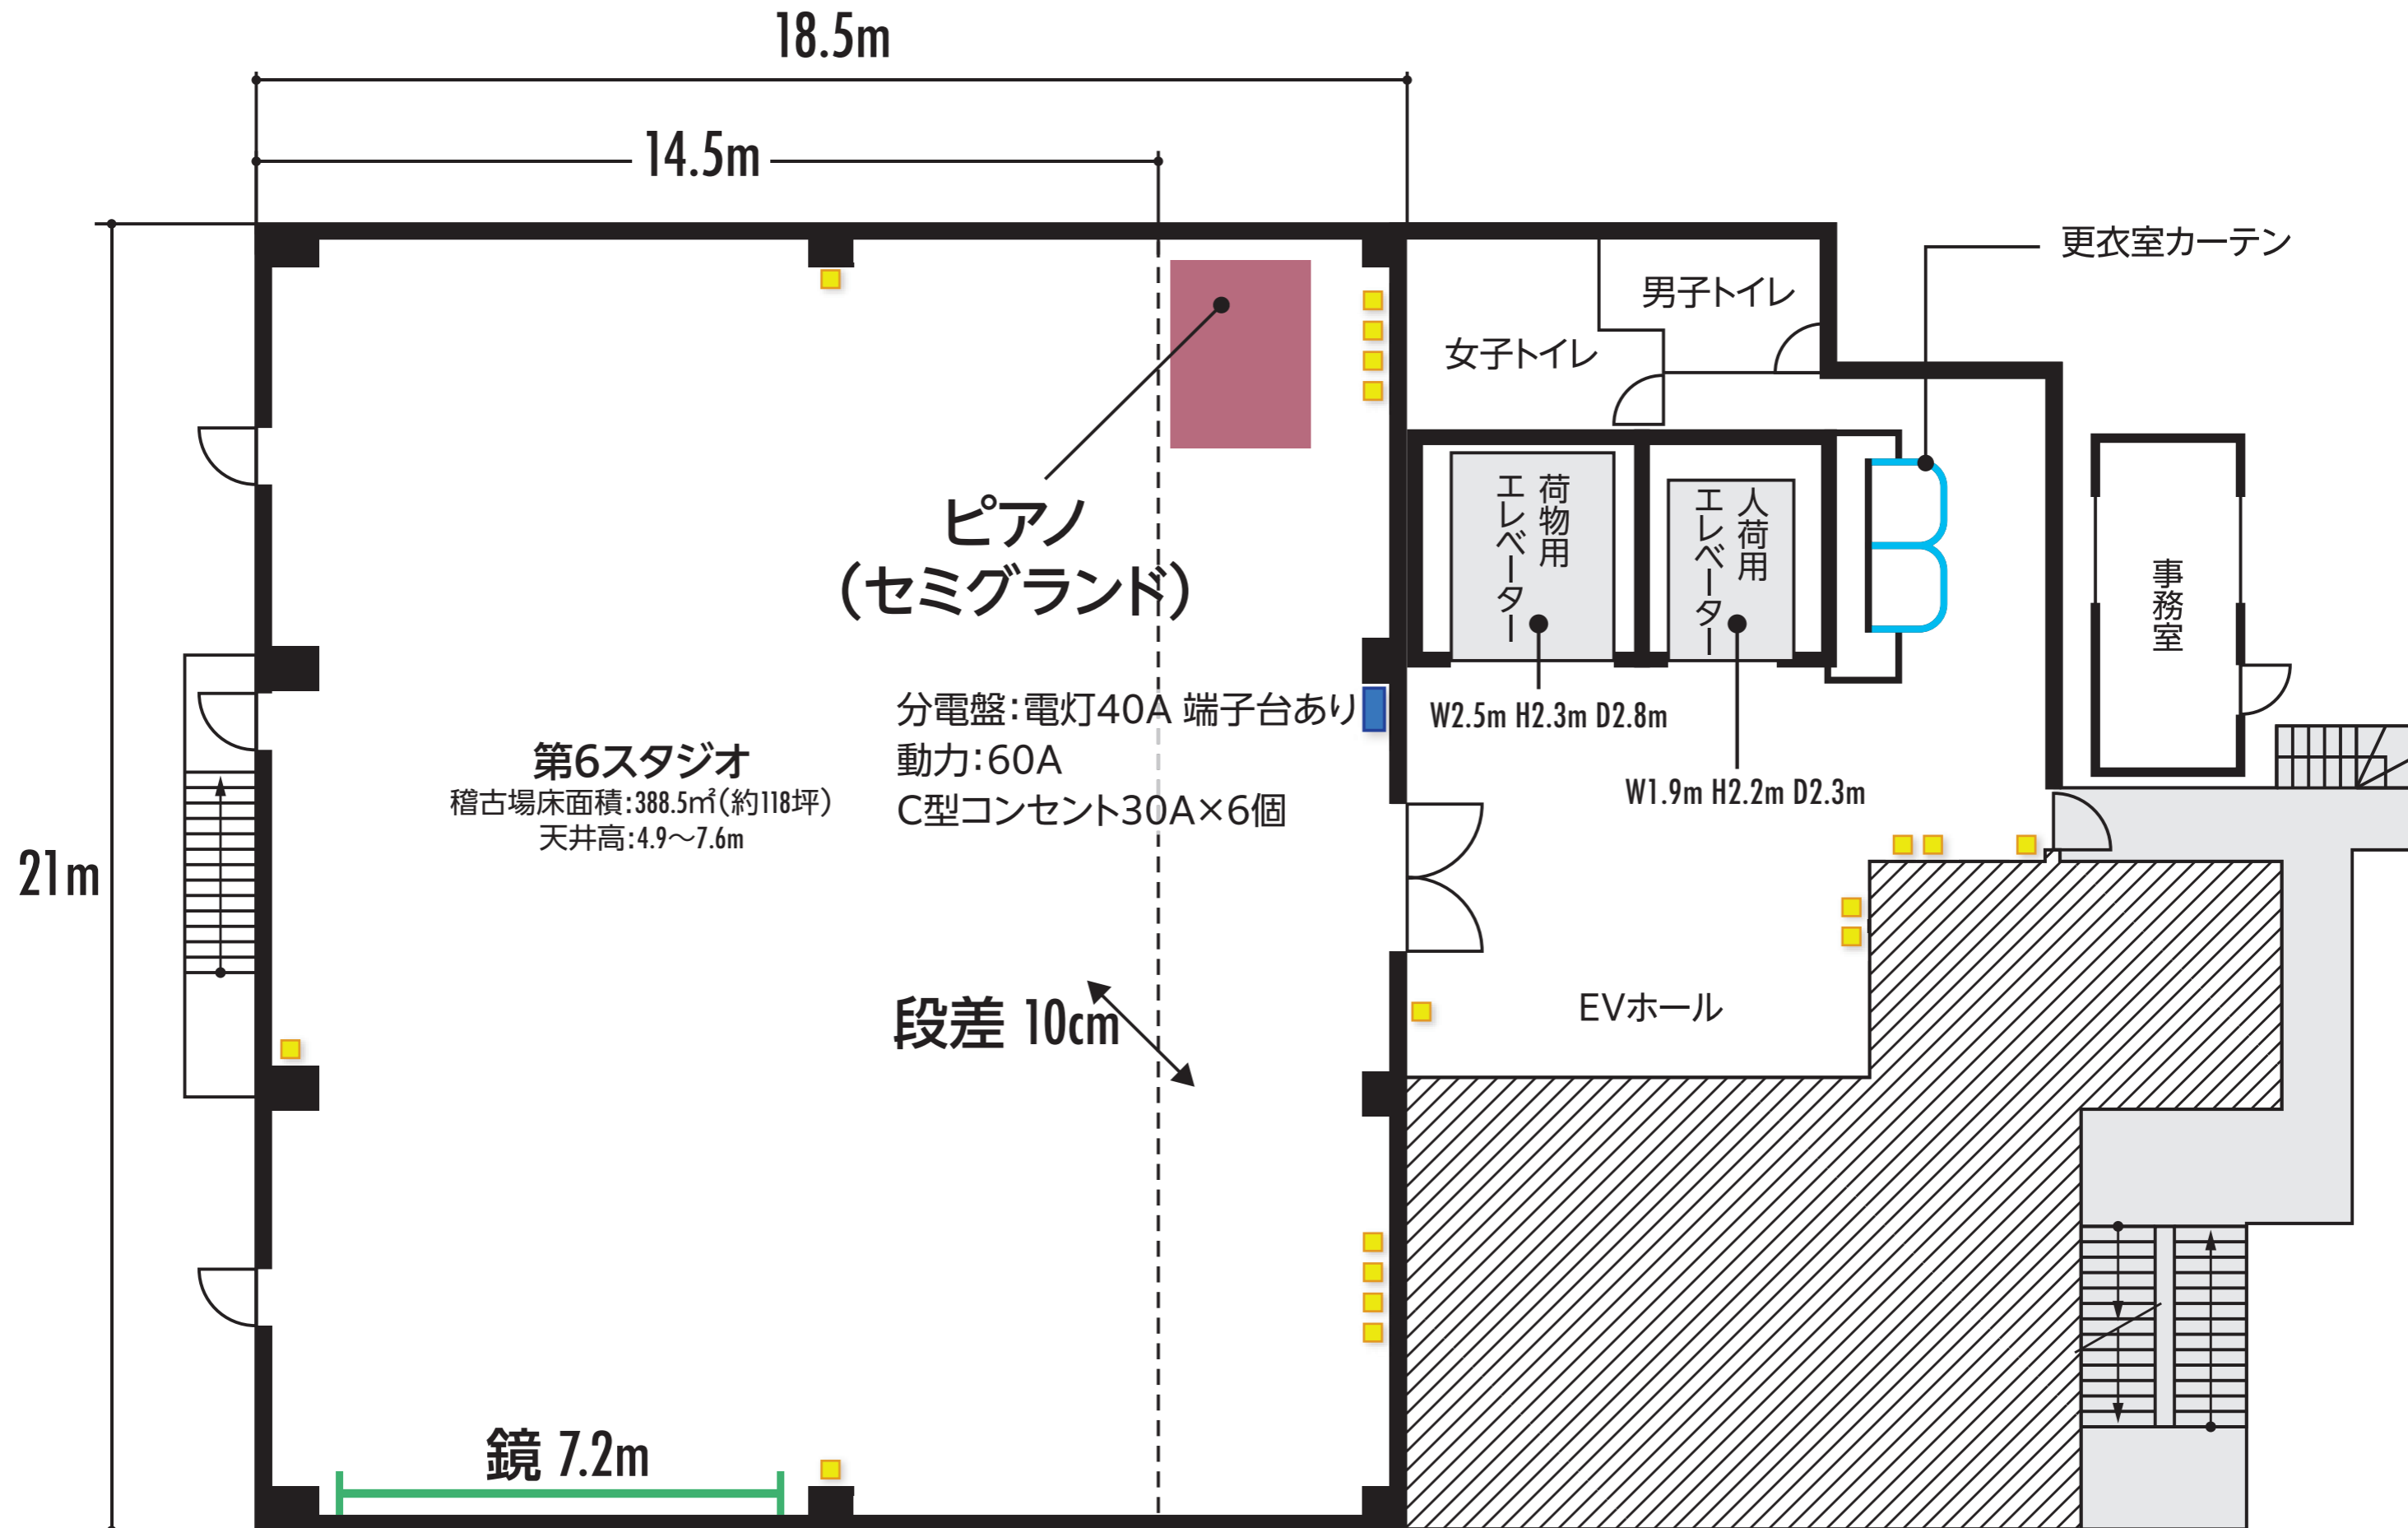 18.5m
14.5m
更衣室カーテン
男子トイレ
女子トイレ
荷物用
エレベーター
人荷用
エレベーター
事務室
ピアノ
（セミグランド）
分電盤：電灯40A 端子台あり
動力：60A
C型コンセント30A×6個
W2.5m H2.3m D2.8m
W1.9m H2.2m D2.3m
第6スタジオ
稽古場床面積：388.5㎡（約118坪）
天井高：4.9～7.6m
21m
段差 10cm
EVホール
鏡 7.2m